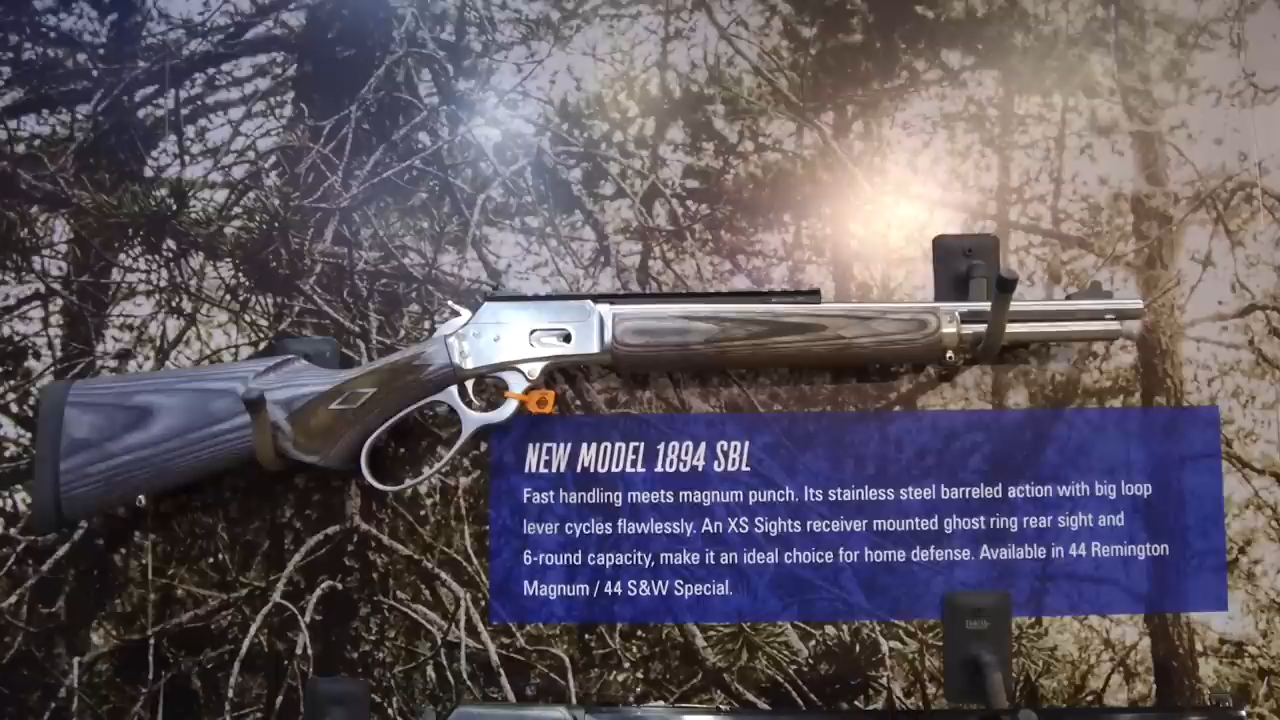 NEW MODEL 1894 SBL
Fast handling meets magnum punch. Its stainless steel barreled action with big loop
lever cycles flawlessly. An XS Sights receiver mounted ghost ring rear sight and
6-round capacity, make it an ideal choice for home defense. Available in 44 Remington
Magnum / 44 S&W Special.